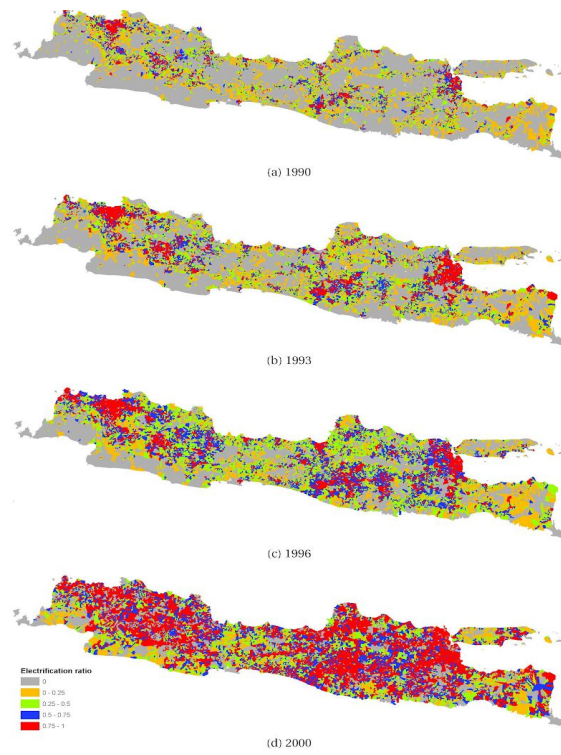 (a) 1990
(b) 1993
(c) 1996
Electrification ratio
0
0 - 0.25
0.25 - 0.5
0.5 - 0.75
0.75 - 1
(d) 2000